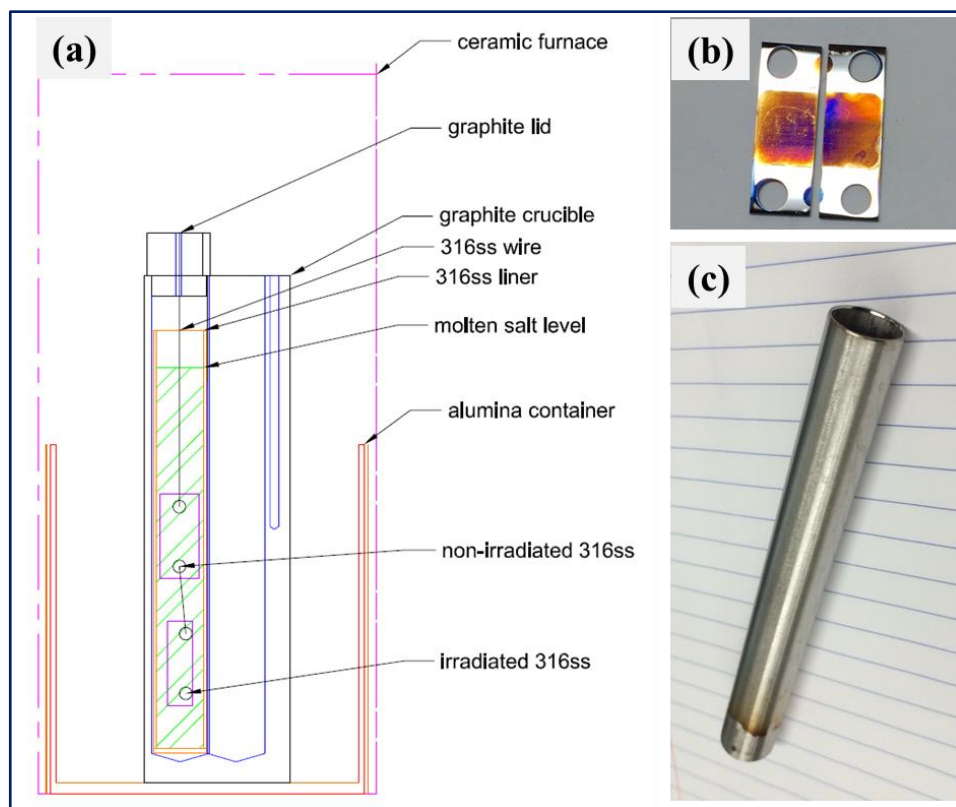 (a)
ceramic furnace
graphite lid
graphite crucible
316ss wire
316ss liner
molten salt level
alumina container
non-irradiated 316ss
irradiated 316ss
(b)
(c)